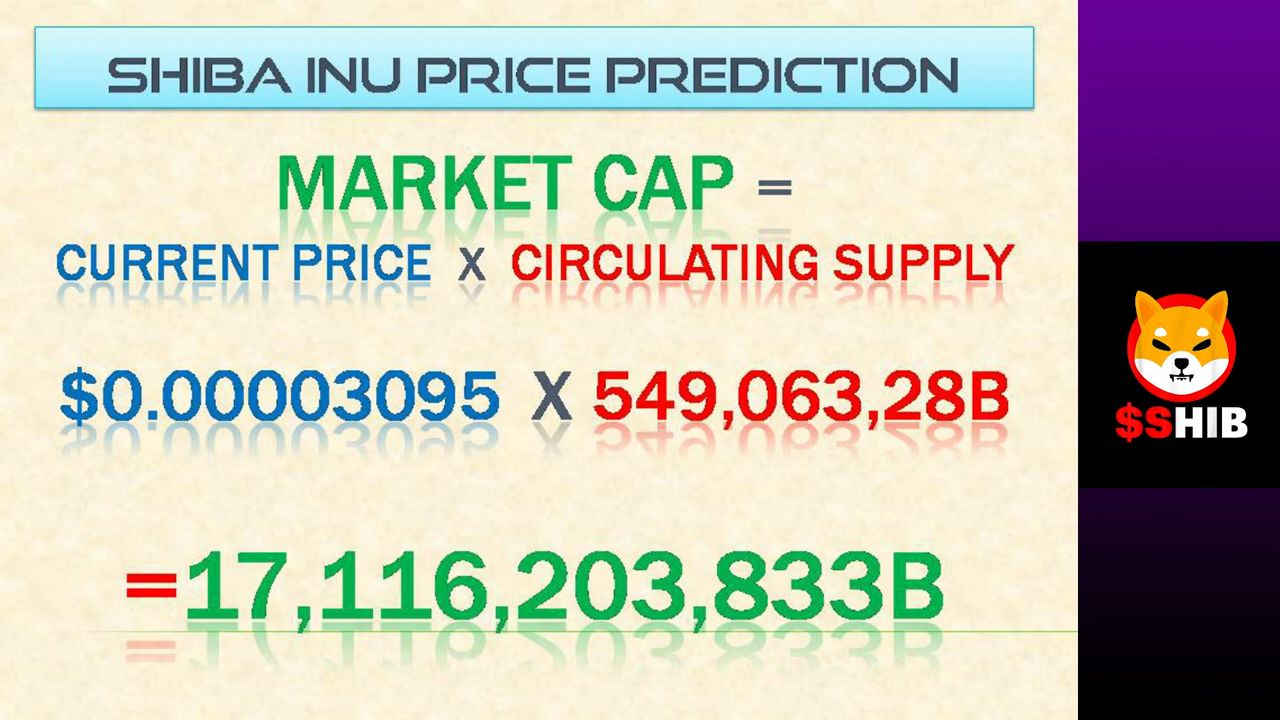 SHIBA INU PRICE PREDICTION
MARKET CAP =
CURRENT PRICE X CIRCULATING SUPPLY
$0.00003095 X 549,063,28B
=17,116,203,833B
$SHIB